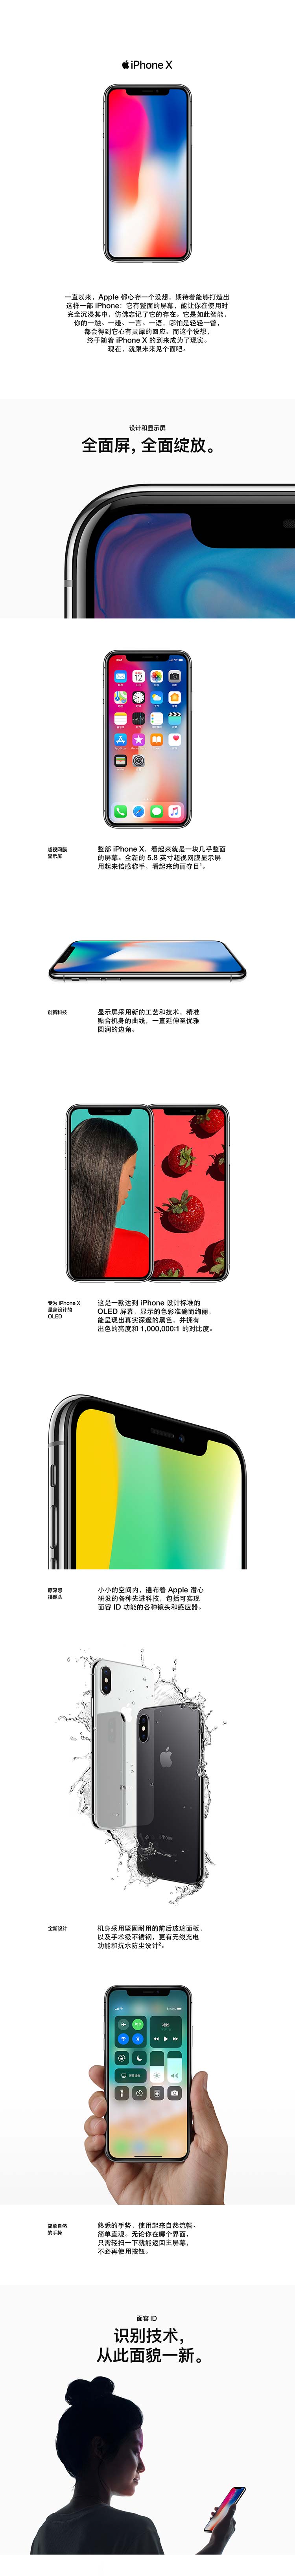 iPhone X
一直以来，Apple 都心存一个设想，期待着能够打造出
这样一部 iPhone：它有整面的屏幕，能让你在使用时
完全沉浸其中，仿佛忘记了它的存在。它是如此智能，
你的一触、一碰、一言、一语，哪怕是轻轻一瞥，
都会得到它心有灵犀的回应。而这个设想，
终于随着 iPhone X 的到来成为了现实。
现在，就跟未来见个面吧。
设计和显示屏
全面屏，全面绽放。
超视网膜
显示屏
整部 iPhone X，看起来就是一块几乎整面
的屏幕。全新的 5.8 英寸超视网膜显示屏
用起来倍感称手，看起来绚丽夺目¹。
创新科技
显示屏采用新的工艺和技术，精准
贴合机身的曲线，一直延伸至优雅
圆润的边角。
专为 iPhone X
量身设计的
OLED
这是一款达到 iPhone 设计标准的
OLED 屏幕，显示的色彩准确而绚丽，
能呈现出真实深邃的黑色，并拥有
出色的亮度和 1,000,000:1 的对比度。
原深感
摄像头
小小的空间内，遍布着 Apple 潜心
研发的各种先进科技，包括可实现
面容 ID 功能的各种镜头和感应器。
iPhone
全新设计
机身采用坚固耐用的前后玻璃面板，
以及手术级不锈钢，更有无线充电
功能和抗水防尘设计²。
简单自然
的手势
熟悉的手势，使用起来自然流畅、
简单直观。无论你在哪个界面，
只需轻扫一下就能返回主屏幕，
不必再使用按钮。
面容 ID
识别技术，
从此面貌一新。